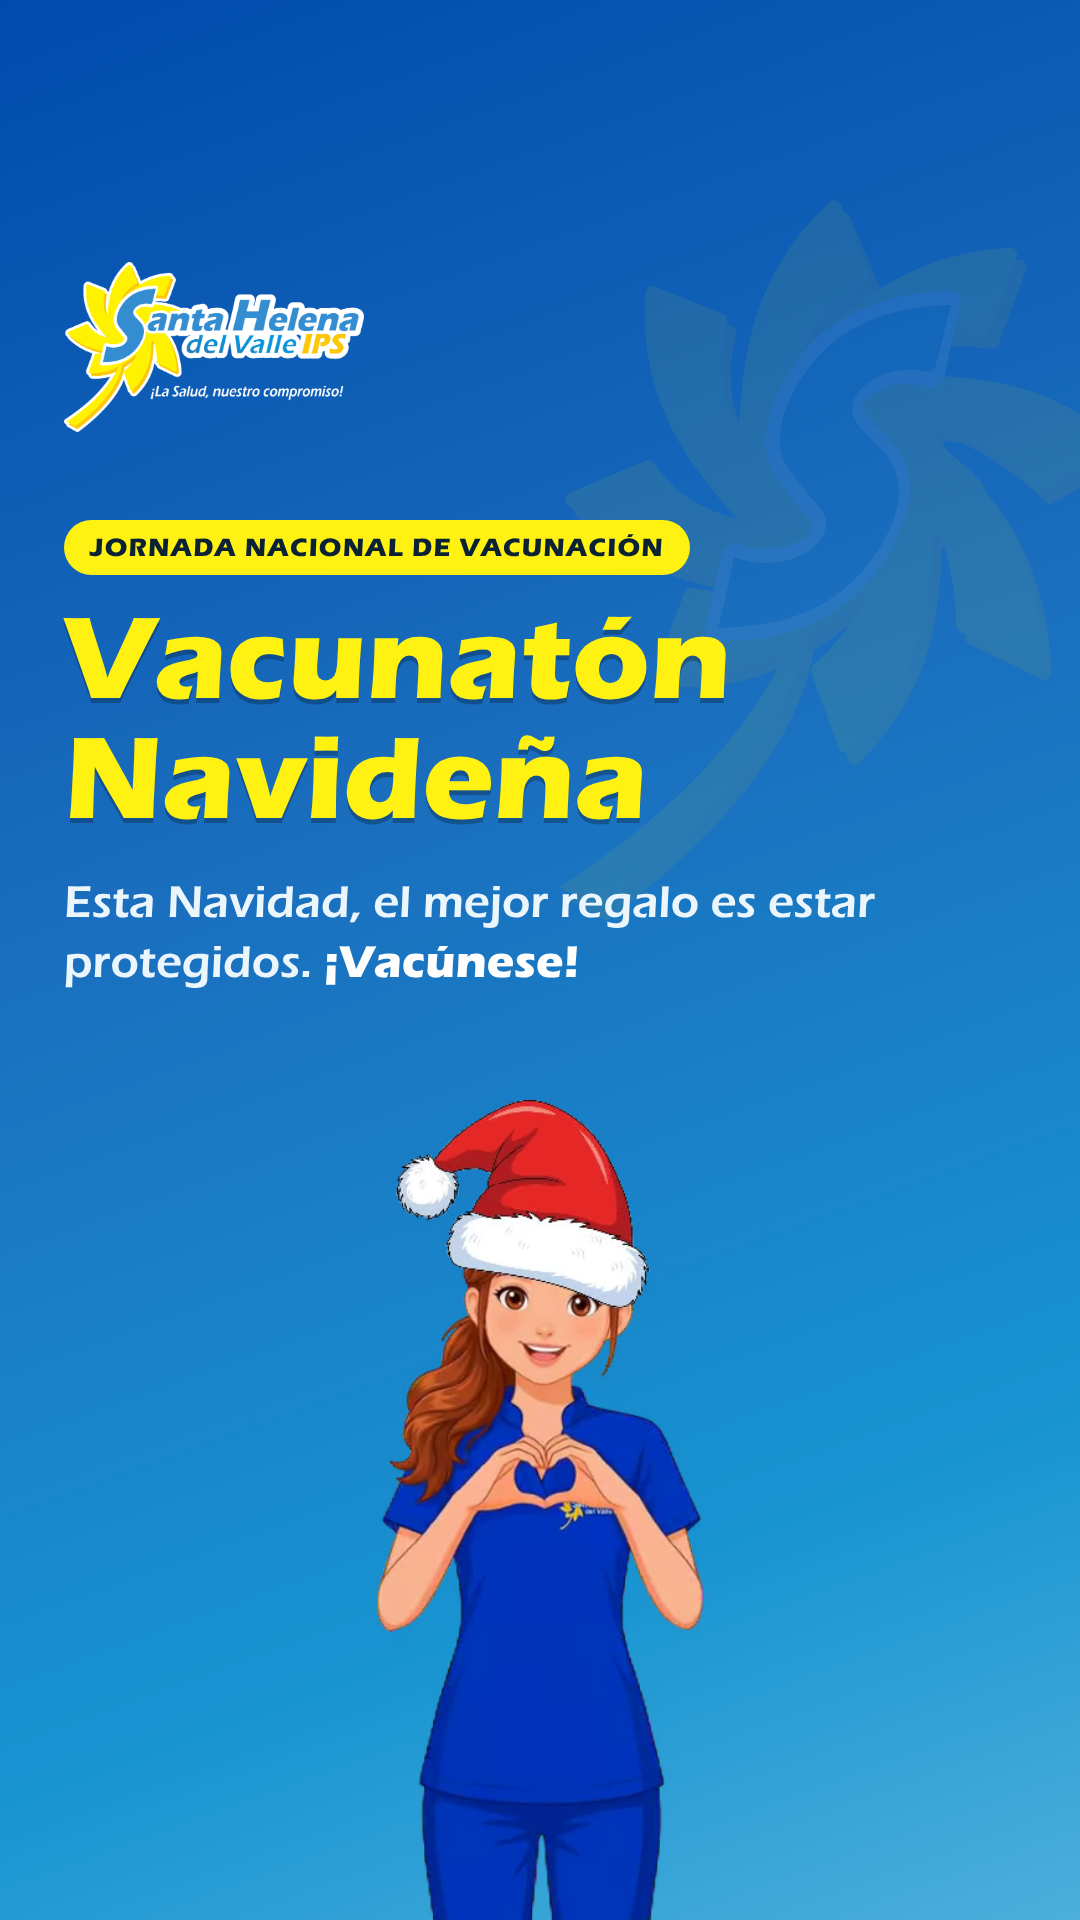 Santa Helena
del Valle IPS
¡La Salud, nuestro compromiso!
JORNADA NACIONAL DE VACUNACIÓN
Vacunatón
Navideña
Esta Navidad, el mejor regalo es estar
protegidos. ¡Vacúnese!